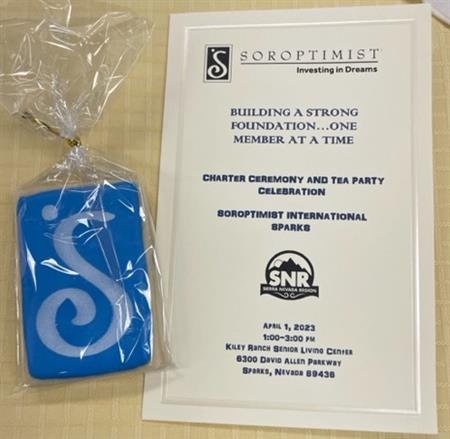 SOROPTIMIST
Investing in Dreams
BUILDING A STRONG
FOUNDATION...ONE
MEMBER AT A TIME
CHARTER CEREMONY AND TEA PARTY
CELEBRATION
SOROPTIMIST INTERNATIONAL
SPARKS
SNR
SIERRA NEVADA REGION
APRIL 1, 2023
1:00-3:00 PM
KILEY RANCH SENIOR LIVING CENTER
6300 DAVID ALLEN PARKWAY
SPARKS, NEVADA 89436